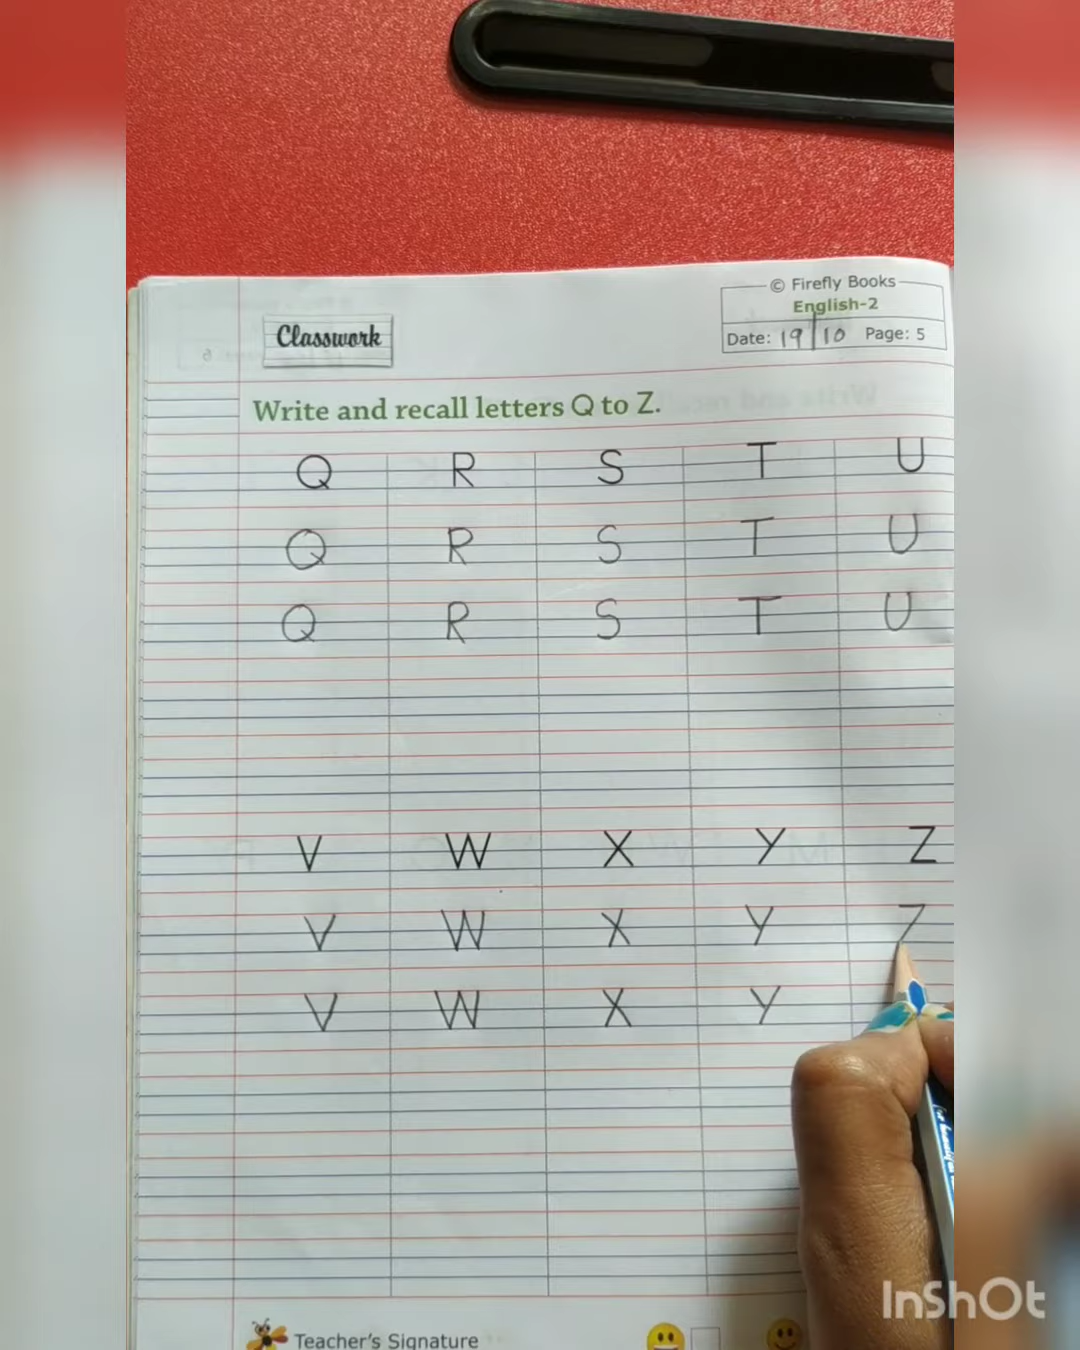 © Firefly Books
English-2
Classwork
Date: 19/10 Page: 5
Write and recall letters Q to Z.
Q R S T U
Q R S T U
Q R S T U
V W X Y Z
V W X Y Z
V W X Y
Teacher's Signature
InShOt